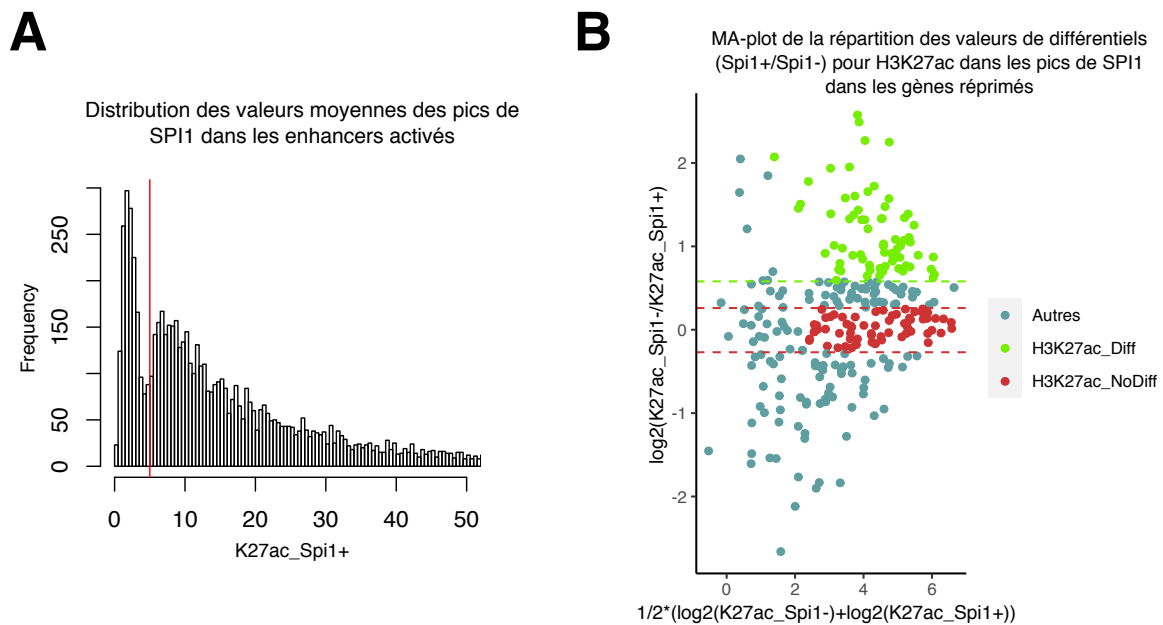 A
Distribution des valeurs moyennes des pics de
SPI1 dans les enhancers activés
Frequency
250
150
50
0
0 10 20 30 40 50
K27ac_Spi1+
B
MA-plot de la répartition des valeurs de différentiels
(Spi1+/Spi1-) pour H3K27ac dans les pics de SPI1
dans les gènes réprimés
log2(K27ac_Spi1-/K27ac_Spi1+)
2
1
0
-1
-2
0 2 4 6
1/2*(log2(K27ac_Spi1-)+log2(K27ac_Spi1+))
Autres
H3K27ac_Diff
H3K27ac_NoDiff